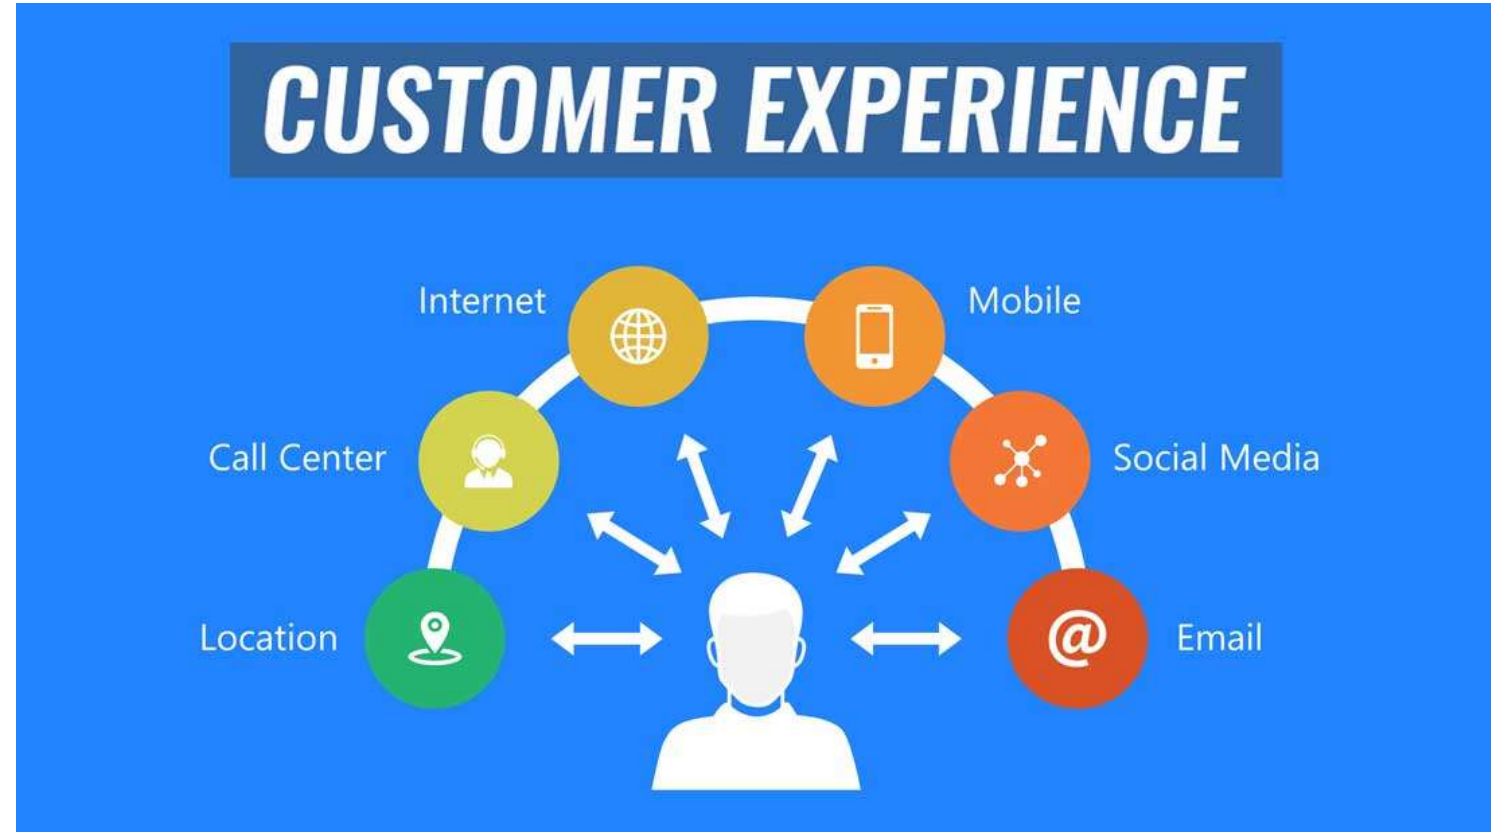 CUSTOMER EXPERIENCE
Internet
Mobile
Call Center
Social Media
Location
@
Email